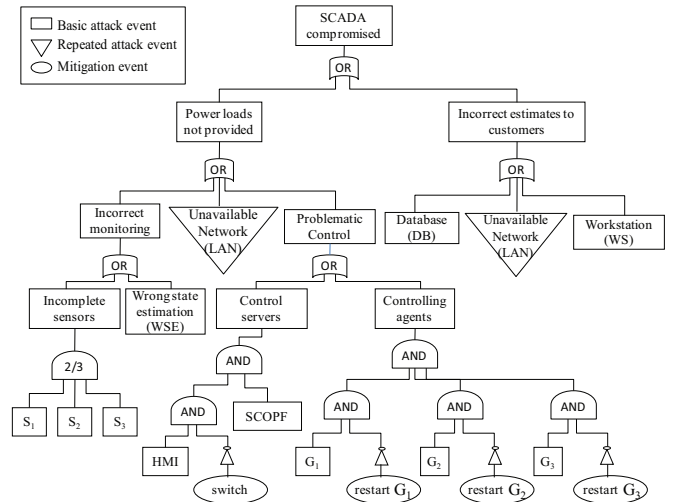 SCADA
compromised
Basic attack event
Repeated attack event
Mitigation event
OR
Power loads
not provided
Incorrect estimates to
customers
OR
OR
Incorrect
monitoring
Unavailable
Network
(LAN)
Problematic
Control
Database
(DB)
Unavailable
Network
(LAN)
Workstation
(WS)
OR
OR
Incomplete
sensors
Wrong state
estimation
(WSE)
Control
servers
Controlling
agents
2/3
AND
AND
S₁
S₂
S₃
AND
SCOPF
AND
AND
AND
HMI
switch
G₁
restart G₁
G₂
restart G₂
G₃
restart G₃